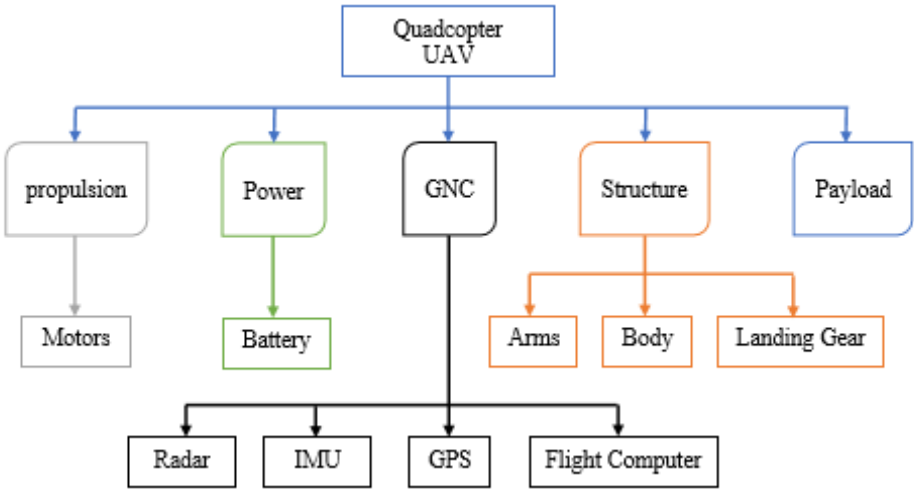 Quadcopter
UAV
propulsion
Power
GNC
Structure
Payload
Motors
Battery
Arms
Body
Landing Gear
Radar
IMU
GPS
Flight Computer